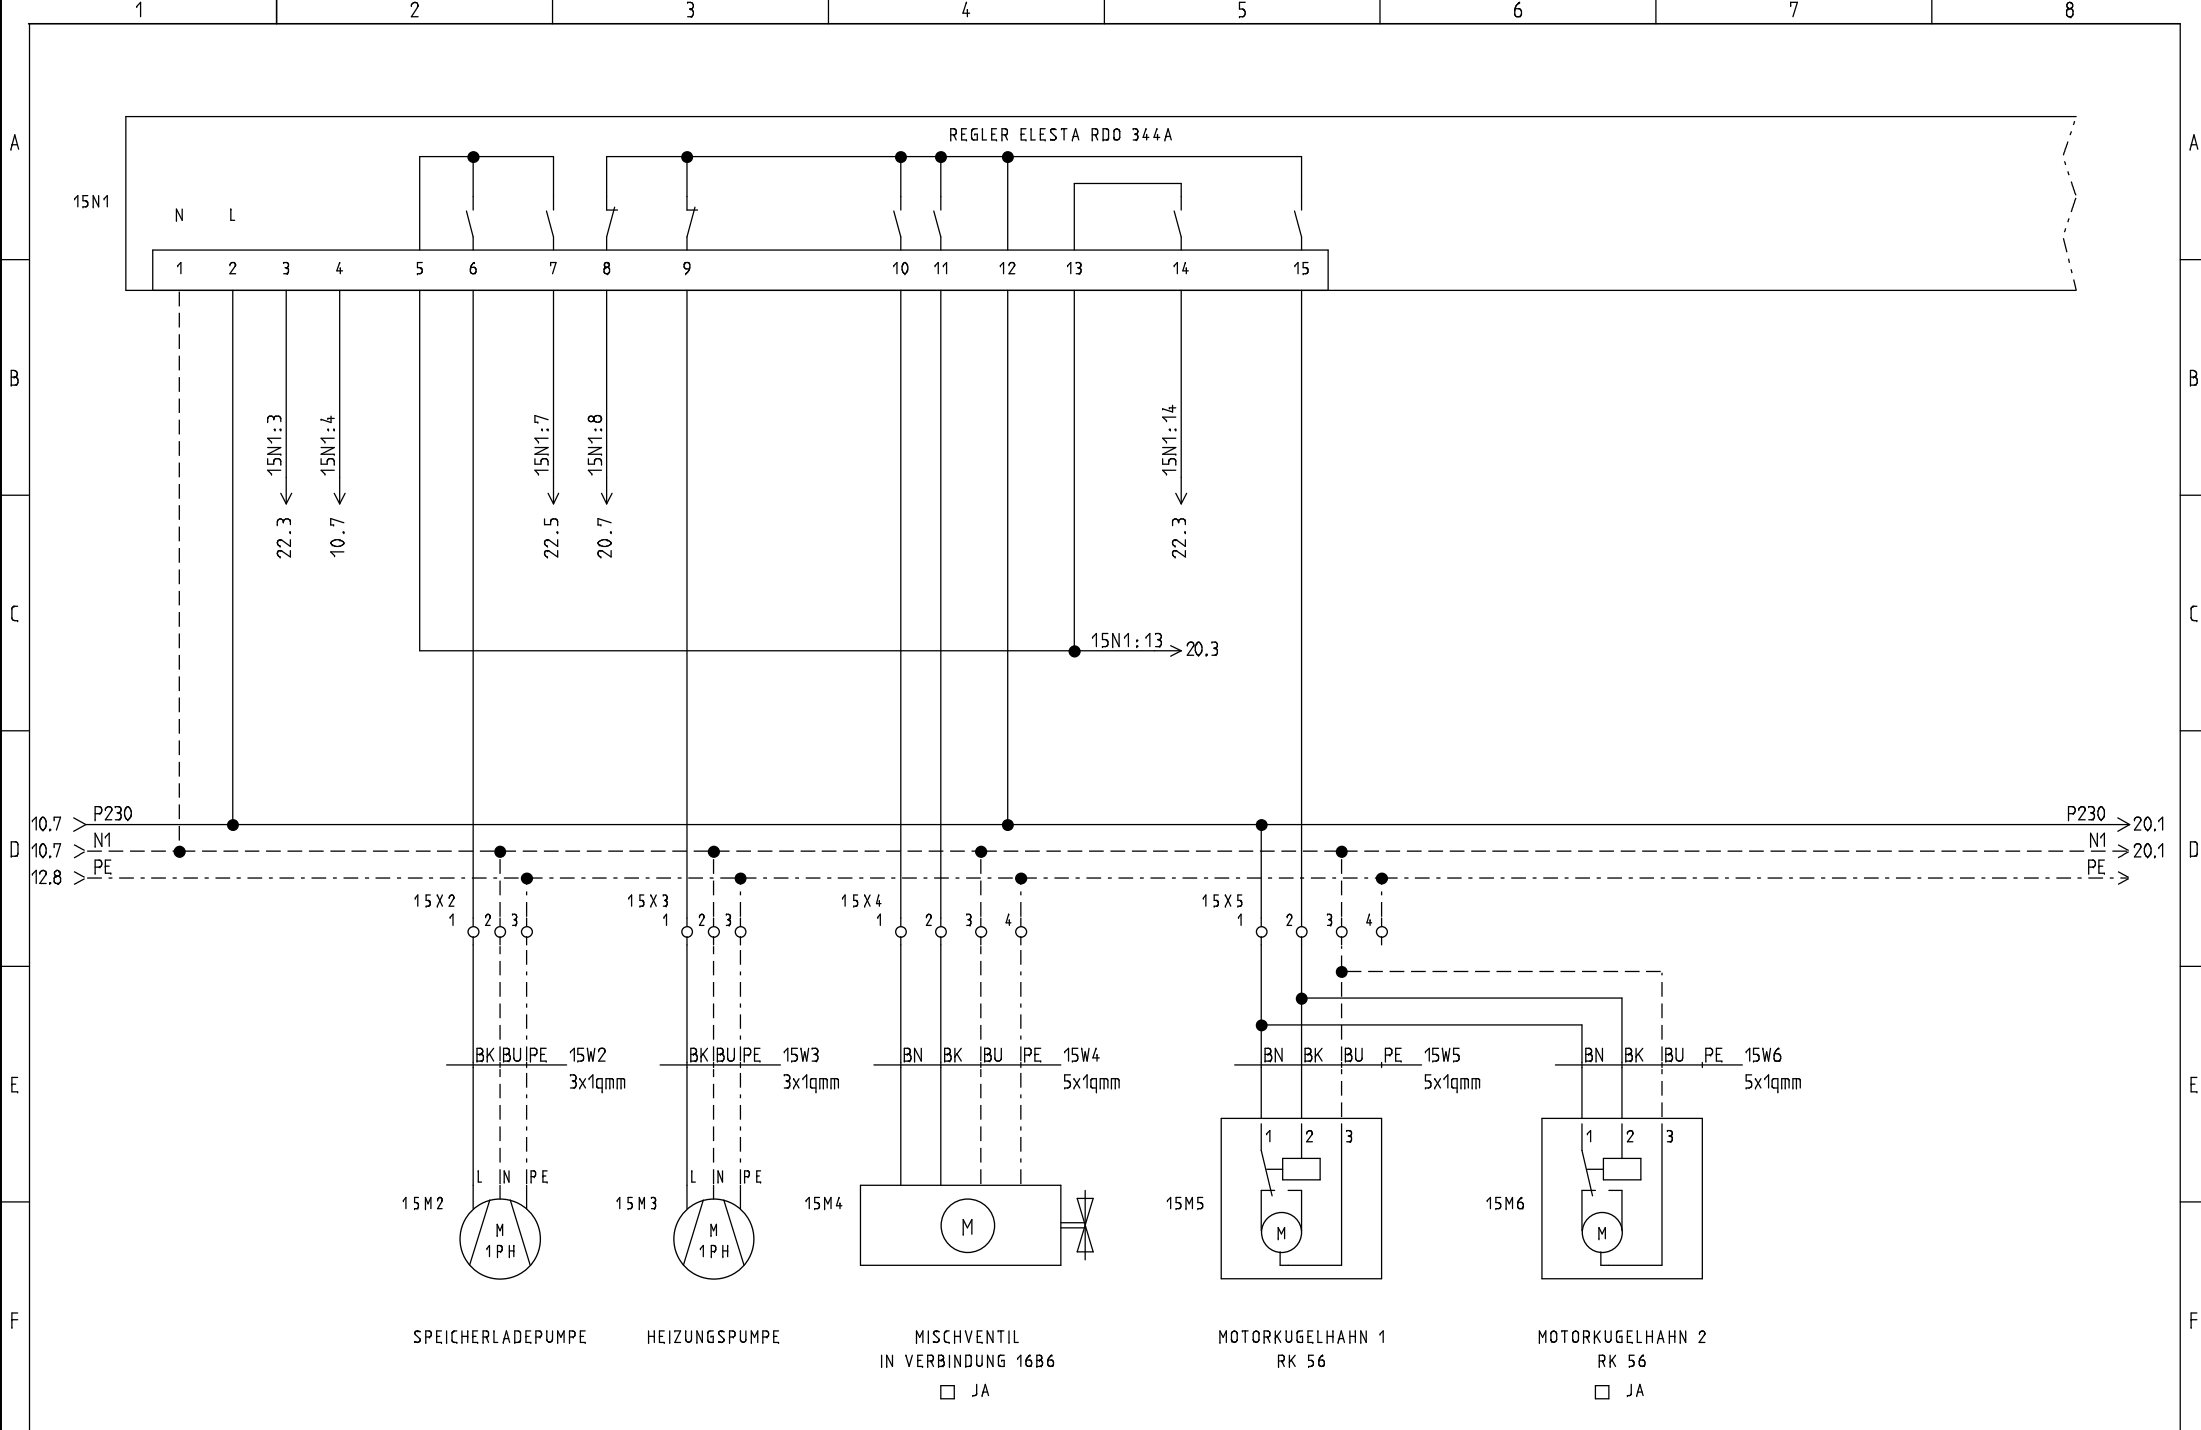 1 2 3 4 5 6 7 8
A REGLER ELESTA RDO 344A A
15N1
N L
1 2 3 4 5 6 7 8 9 10 11 12 13 14 15
B B
15N1:3 15N1:4 15N1:7 15N1:8 15N1:14
22.3 10.7 22.5 20.7 22.3
C C
15N1:13 20.3
10.7 P230 P230 20.1
D 10.7 N1 N1 20.1 D
12.8 PE PE
15X2 15X3 15X4 15X5
1 2 3 1 2 3 1 2 3 4 1 2 3 4
BK BU PE 15W2 BK BU PE 15W3 BN BK BU PE 15W4 BN BK BU PE 15W5 BN BK BU PE 15W6
E 3x1qmm 3x1qmm 5x1qmm 5x1qmm 5x1qmm E
1 2 3 1 2 3
L N PE L N PE
15M2 15M3 15M4 15M5 15M6
M M M M M
1PH 1PH
F F
SPEICHERLADEPUMPE HEIZUNGSPUMPE MISCHVENTIL MOTORKUGELHAHN 1 MOTORKUGELHAHN 2
IN VERBINDUNG 16B6 RK 56 RK 56
JA JA